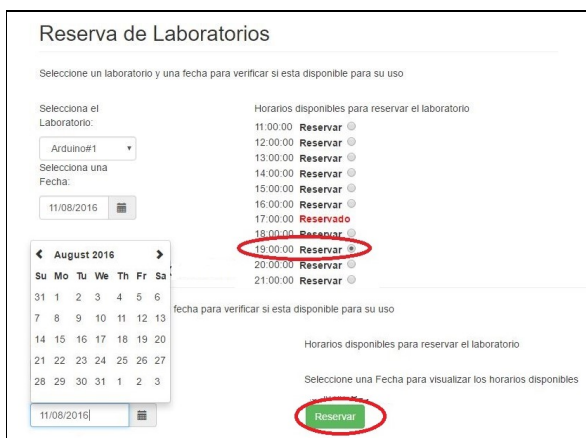 Reserva de Laboratorios
Seleccione un laboratorio y una fecha para verificar si esta disponible para su uso
Selecciona el
Laboratorio:
Arduino#1
Selecciona una
Fecha:
11/08/2016
Horarios disponibles para reservar el laboratorio
11:00:00 Reservar
12:00:00 Reservar
13:00:00 Reservar
14:00:00 Reservar
15:00:00 Reservar
16:00:00 Reservar
17:00:00 Reservado
18:00:00 Reservar
19:00:00 Reservar
20:00:00 Reservar
21:00:00 Reservar
August 2016
Su Mo Tu We Th Fr Sa
31 1 2 3 4 5 6
7 8 9 10 11 12 13
14 15 16 17 18 19 20
21 22 23 24 25 26 27
28 29 30 31 1 2 3
fecha para verificar si esta disponible para su uso
Horarios disponibles para reservar el laboratorio
Seleccione una Fecha para visualizar los horarios disponibles
11/08/2016
Reservar